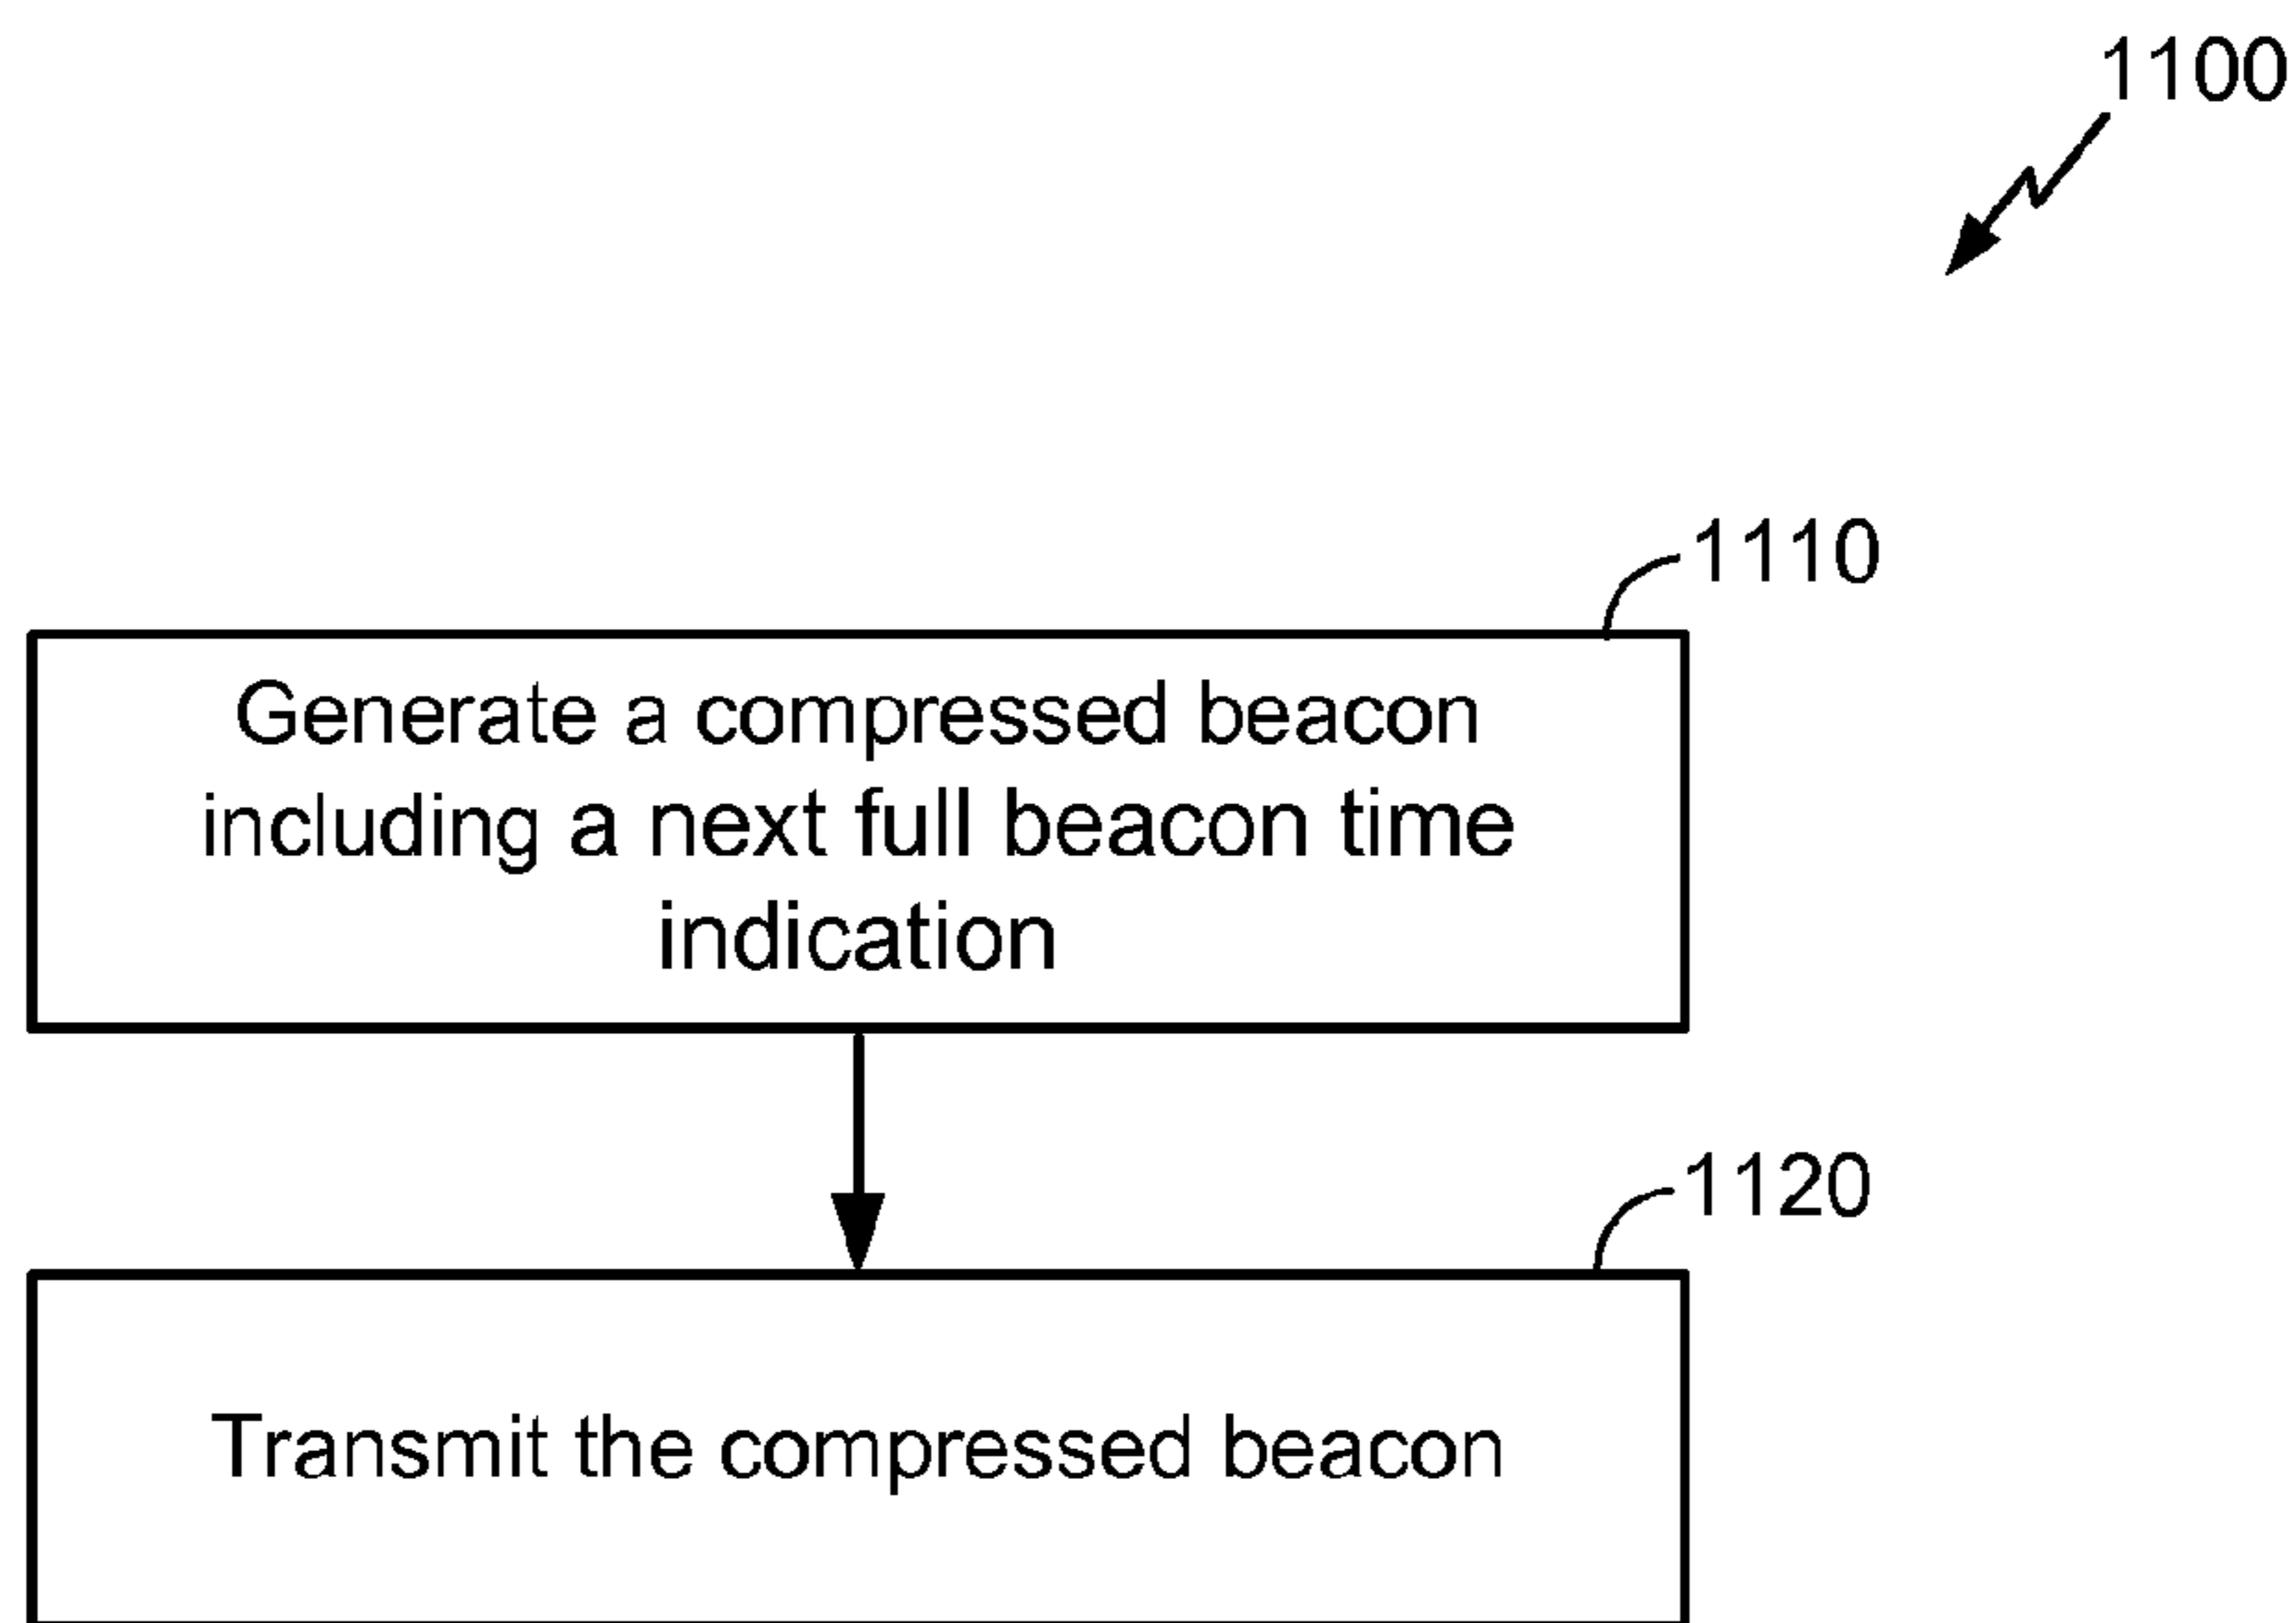 1100
1110
Generate a compressed beacon
including a next full beacon time
indication
1120
Transmit the compressed beacon